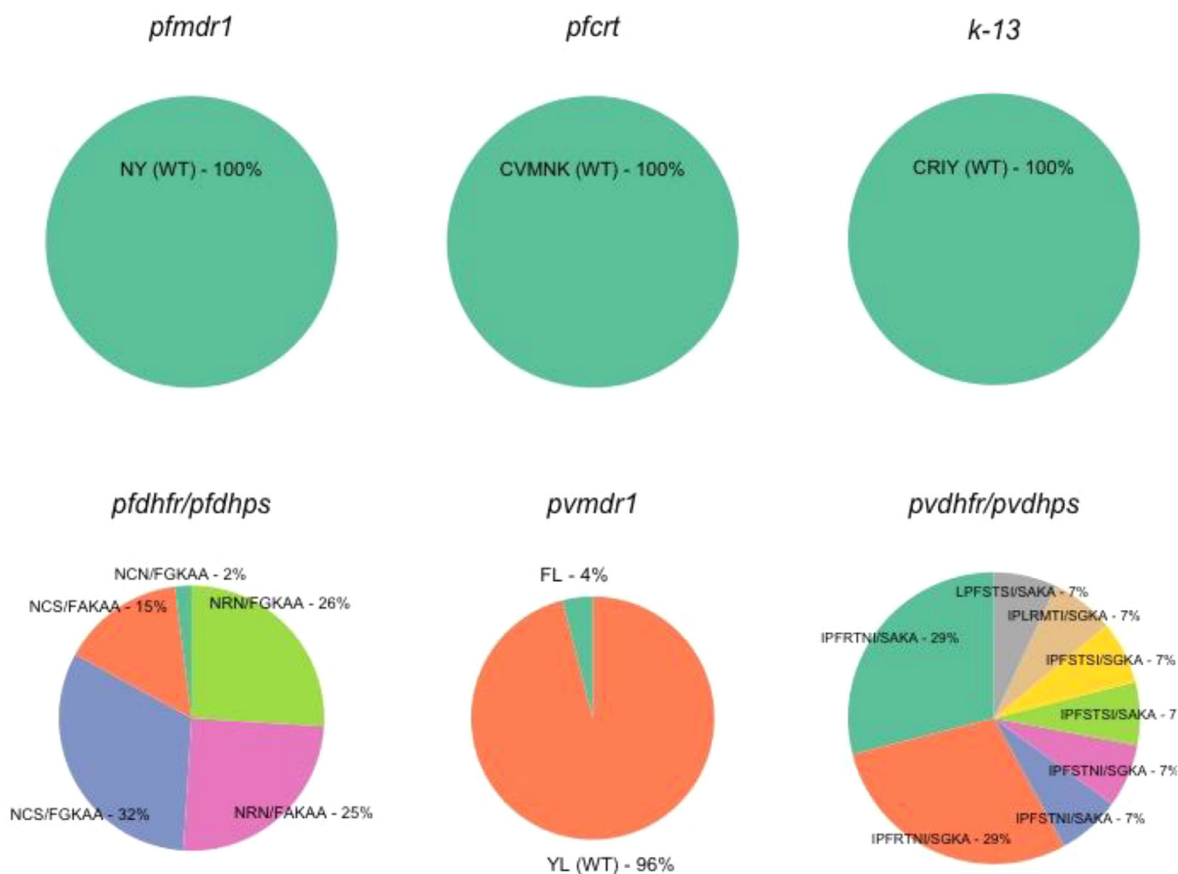 pfmdr1
pfcrt
k-13
NY (WT) - 100%
CVMNK (WT) - 100%
CRIY (WT) - 100%
pfdhfr/pfdhps
pvmdr1
pvdhfr/pvdhps
NCN/FGKAA - 2%
NCS/FAKAA - 15%
NRN/FGKAA - 26%
NCS/FGKAA - 32%
NRN/FAKAA - 25%
FL - 4%
YL (WT) - 96%
LPFSTSI/SAKA - 7%
IPLRMTI/SGKA - 7%
IPFRTNI/SAKA - 29%
IPFSTSI/SGKA - 7%
IPFSTSI/SAKA - 7
IPFSTNI/SGKA - 7%
IPFSTNI/SAKA - 7%
IPFRTNI/SGKA - 29%